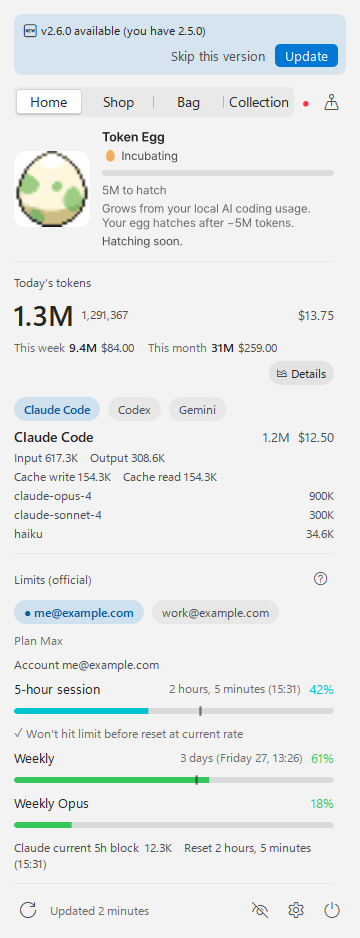 NEW v2.6.0 available (you have 2.5.0)
Skip this version Update
Home Shop Bag Collection
Token Egg
Incubating
5M to hatch
Grows from your local AI coding usage.
Your egg hatches after ~5M tokens.
Hatching soon.
Today's tokens
1.3M 1,291,367 $13.75
This week 9.4M $84.00 This month 31M $259.00
Details
Claude Code Codex Gemini
Claude Code 1.2M $12.50
Input 617.3K Output 308.6K
Cache write 154.3K Cache read 154.3K
claude-opus-4 900K
claude-sonnet-4 300K
haiku 34.6K
Limits (official)
● me@example.com work@example.com
Plan Max
Account me@example.com
5-hour session 2 hours, 5 minutes (15:31) 42%
✓ Won't hit limit before reset at current rate
Weekly 3 days (Friday 27, 13:26) 61%
Weekly Opus 18%
Claude current 5h block 12.3K Reset 2 hours, 5 minutes
(15:31)
Updated 2 minutes